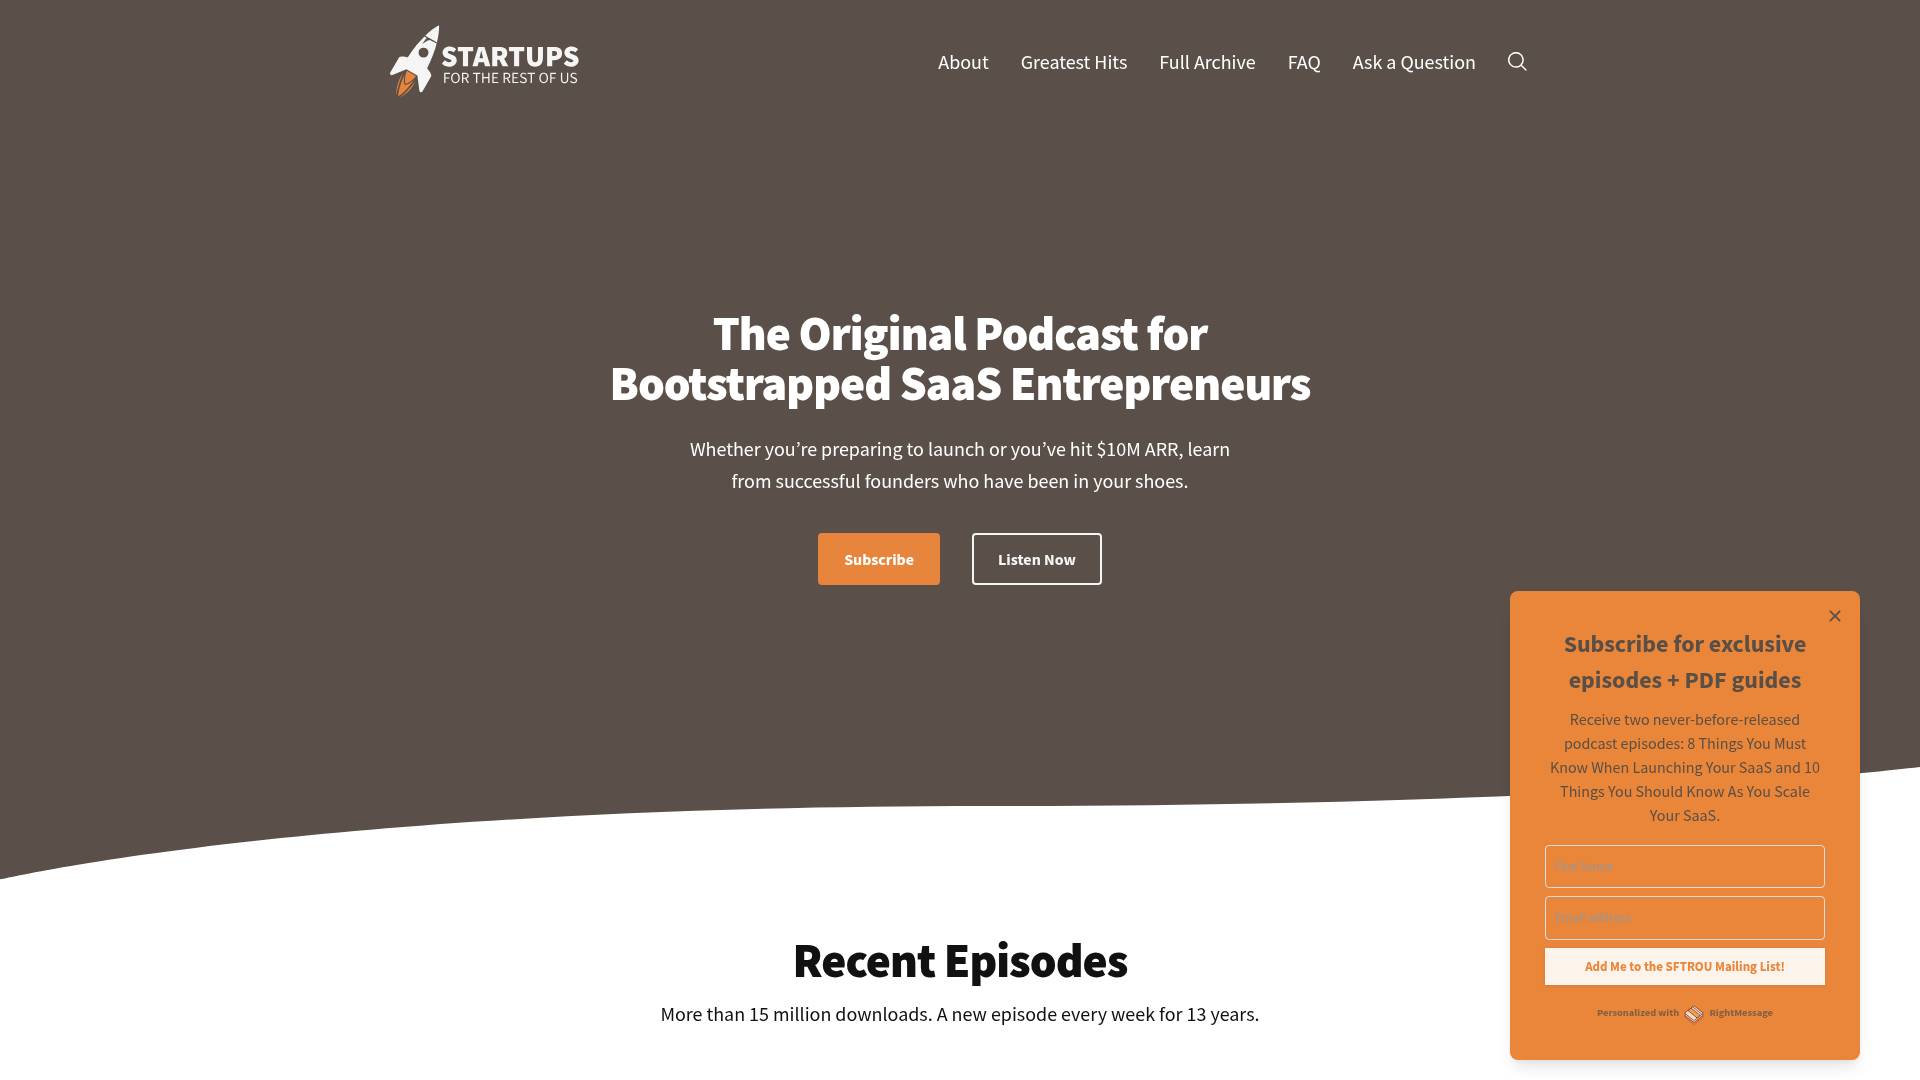 STARTUPS
FOR THE REST OF US
About
Greatest Hits
Full Archive
FAQ
Ask a Question
The Original Podcast for
Bootstrapped SaaS Entrepreneurs
Whether you’re preparing to launch or you’ve hit $10M ARR, learn
from successful founders who have been in your shoes.
Subscribe
Listen Now
Subscribe for exclusive
episodes + PDF guides
Receive two never-before-released
podcast episodes: 8 Things You Must
Know When Launching Your SaaS and 10
Things You Should Know As You Scale
Your SaaS.
Add Me to the SFTROU Mailing List!
Personalized with RightMessage
Recent Episodes
More than 15 million downloads. A new episode every week for 13 years.